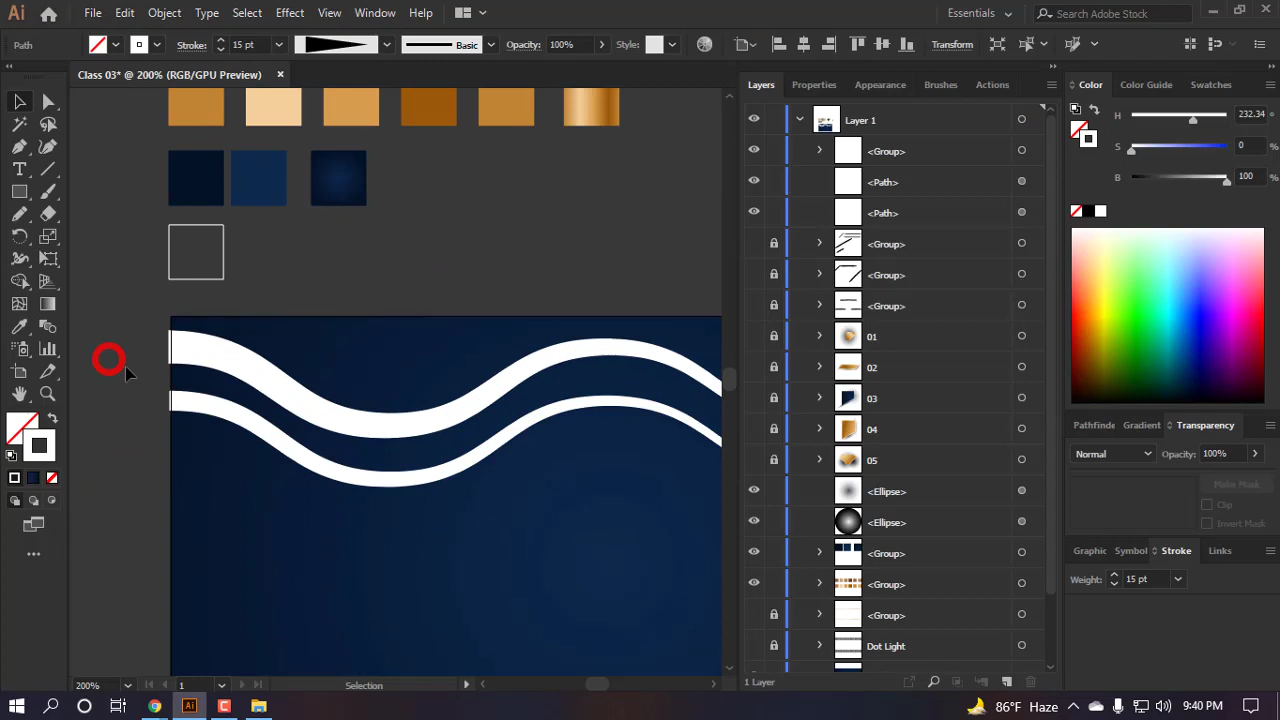 Ai File Edit Object Type Select Effect View Window Help Essentials Search Adobe Stock
Path Stroke: 15 pt Basic Opacity: 100% Style: Transform
Class 03* @ 200% (RGB/GPU Preview) ×
Layers Properties Appearance Brushes Actions
Color Color Guide Swatches
Layer 1
<Group>
<Path>
<Path>
<Group>
<Group>
<Group>
01
02
03
04
05
<Ellipse>
<Ellipse>
<Group>
<Group>
<Group>
Dot Light
1 Layer
H 232.34 °
S 0 %
B 100 %
Pathfinde Gradient Transparency
Normal Opacity: 100%
Make Mask
Clip
Invert Mask
Graphic Symbol Stroke Links
Weight: 15 pt
200% 1 Selection
Ai C 86°F Haze 9:40 PM